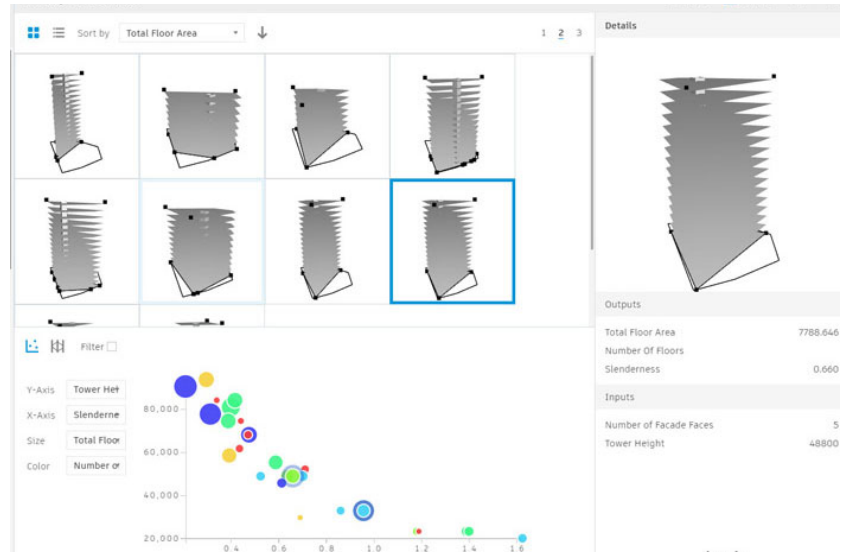 Sort by Total Floor Area
1 2 3
Details
Outputs
Total Floor Area 7788.646
Number Of Floors
Slenderness 0.660
Inputs
Number of Facade Faces 5
Tower Height 48800
Filter
Y-Axis Tower He
X-Axis Slenderne
Size Total Floo
Color Number o
80,000
60,000
40,000
20,000
0.4 0.6 0.8 1.0 1.2 1.4 1.6